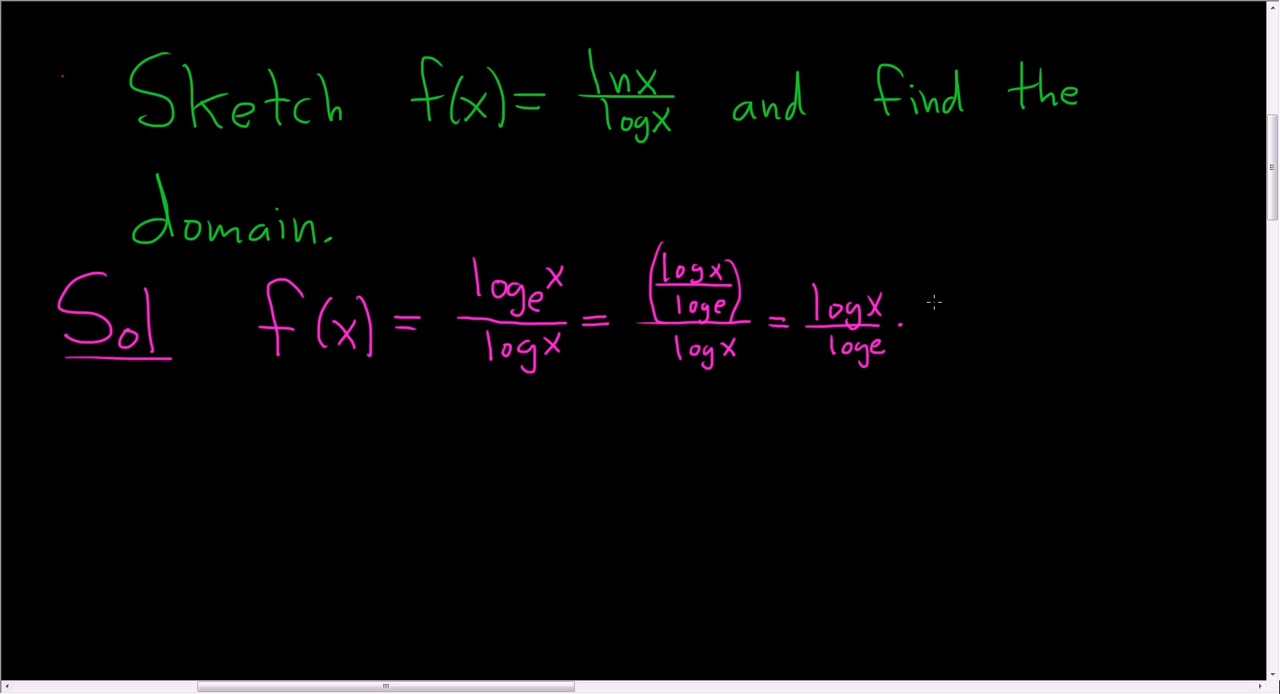 Sketch f(x) = lnx/logx and find the
domain.
Sol f(x) = log_e x/logx = (logx/loge)/logx = logx/loge ·